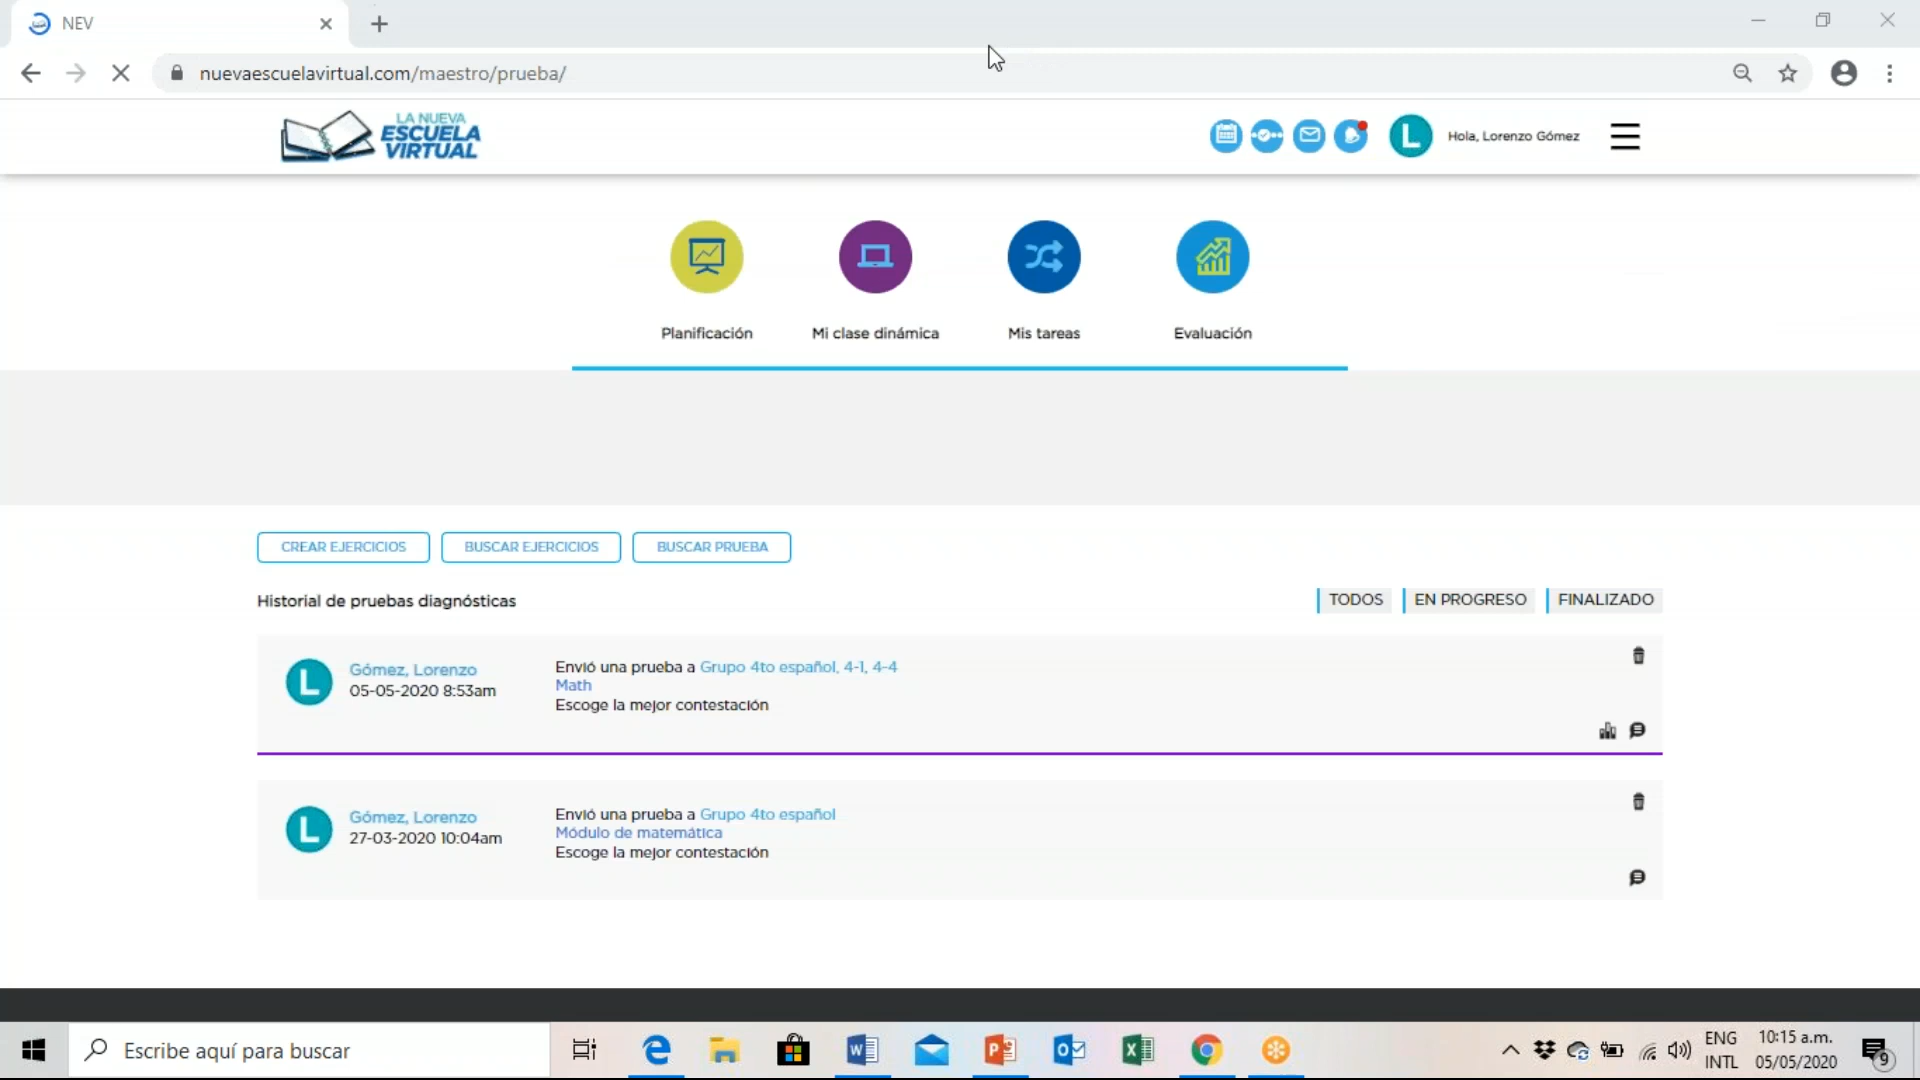 NEV
nuevaescuelavirtual.com/maestro/prueba/
LA NUEVA
ESCUELA
VIRTUAL
L
Hola, Lorenzo Gómez
Planificación
Mi clase dinámica
Mis tareas
Evaluación
CREAR EJERCICIOS
BUSCAR EJERCICIOS
BUSCAR PRUEBA
Historial de pruebas diagnósticas
TODOS
EN PROGRESO
FINALIZADO
L
Gómez, Lorenzo
05-05-2020 8:53am
Envió una prueba a Grupo 4to español, 4-1, 4-4
Math
Escoge la mejor contestación
L
Gómez, Lorenzo
27-03-2020 10:04am
Envió una prueba a Grupo 4to español
Módulo de matemática
Escoge la mejor contestación
Escribe aquí para buscar
ENG
INTL
10:15 a.m.
05/05/2020
9